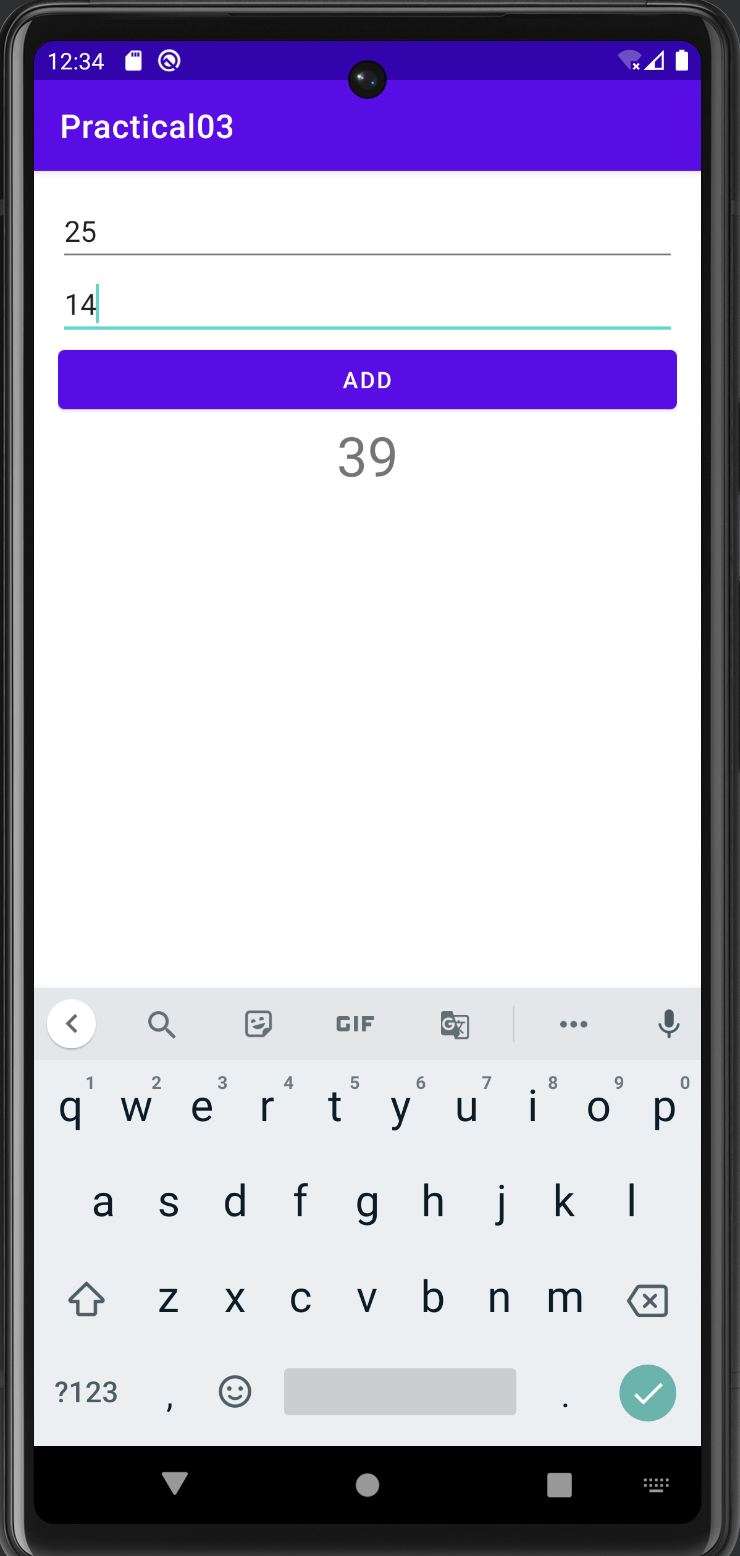 12:34
Practical03
25
14
ADD
39
GIF
G
1 2 3 4 5 6 7 8 9 0
q w e r t y u i o p
a s d f g h j k l
z x c v b n m
?123 , .